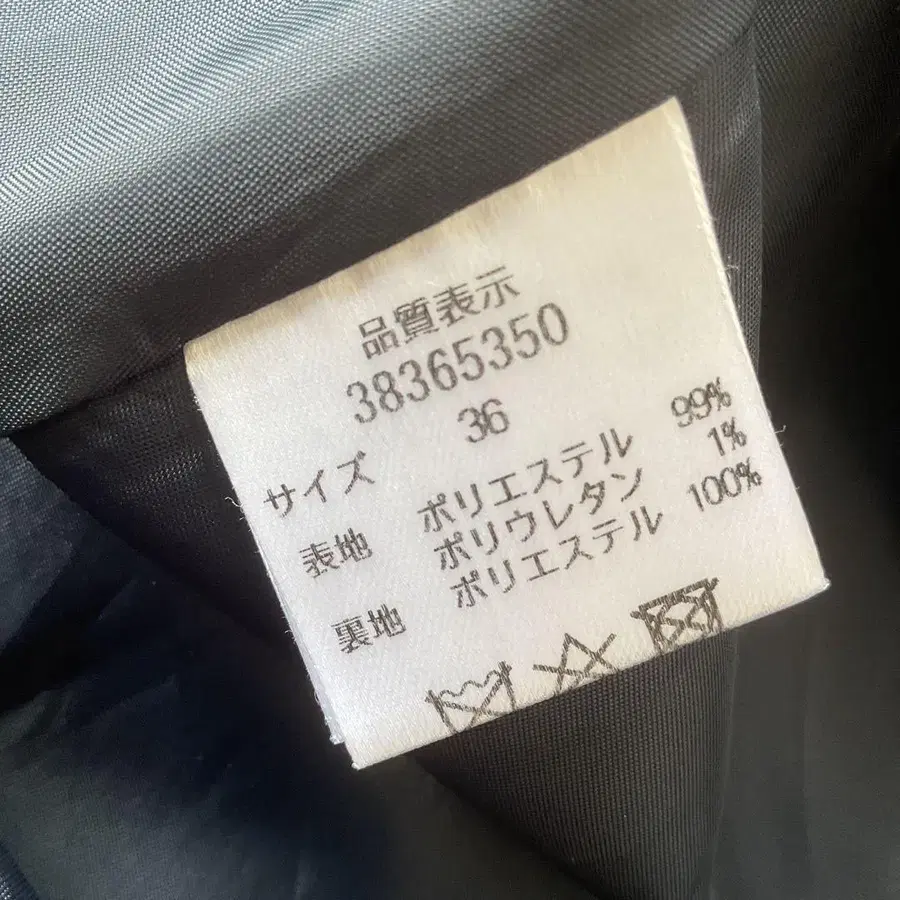 品質表示
38365350
サイズ 36
表地 ポリエステル 99%
ポリウレタン 1%
裏地 ポリエステル 100%